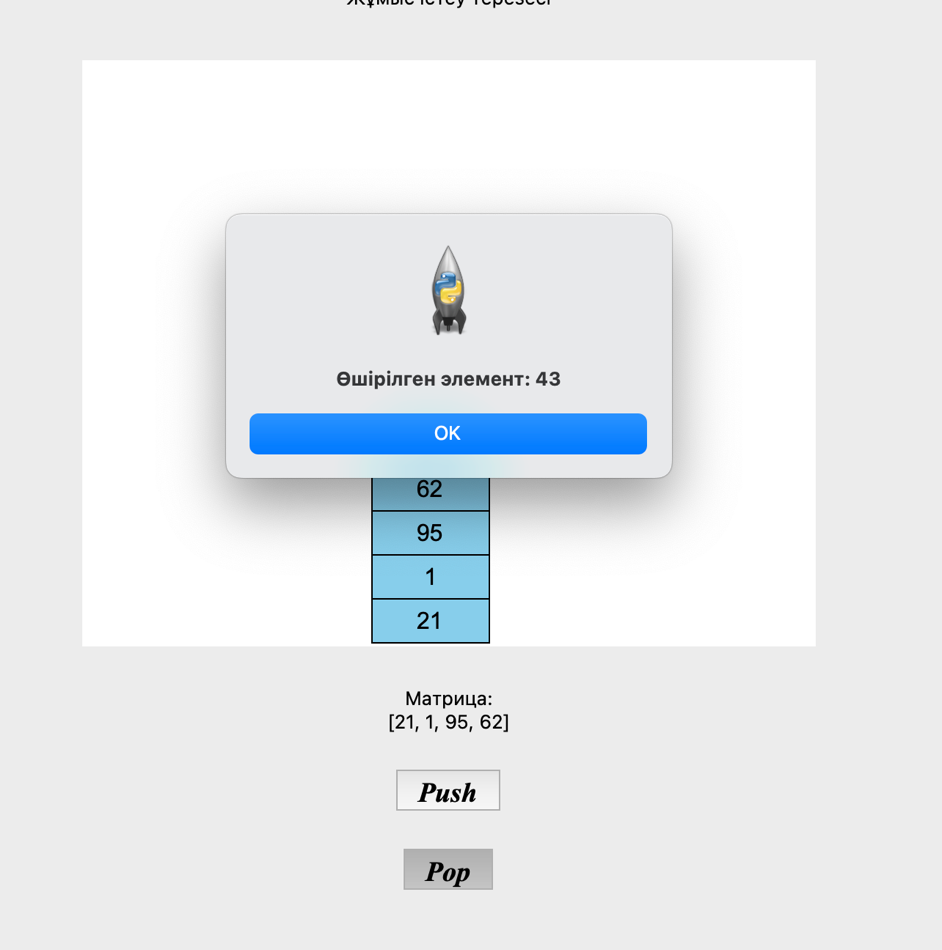 Өшірілген элемент: 43
OK
62
95
1
21
Матрица:
[21, 1, 95, 62]
Push
Pop